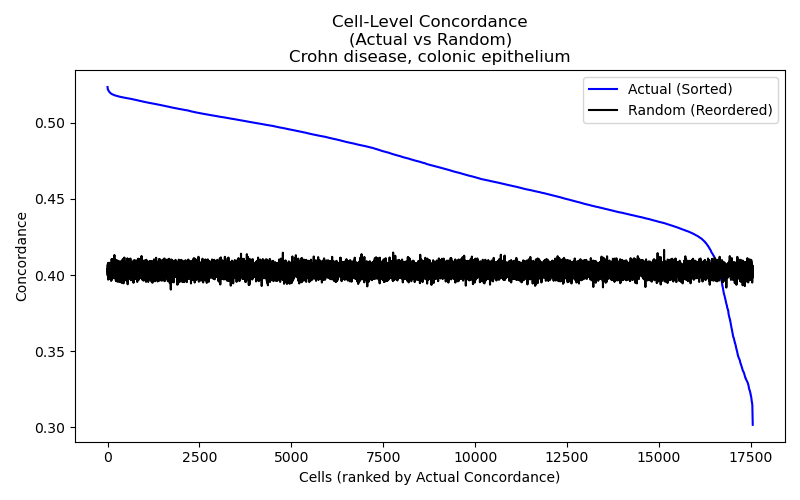 Cell-Level Concordance
(Actual vs Random)
Crohn disease, colonic epithelium
Actual (Sorted)
Random (Reordered)
Concordance
0.50
0.45
0.40
0.35
0.30
0 2500 5000 7500 10000 12500 15000 17500
Cells (ranked by Actual Concordance)